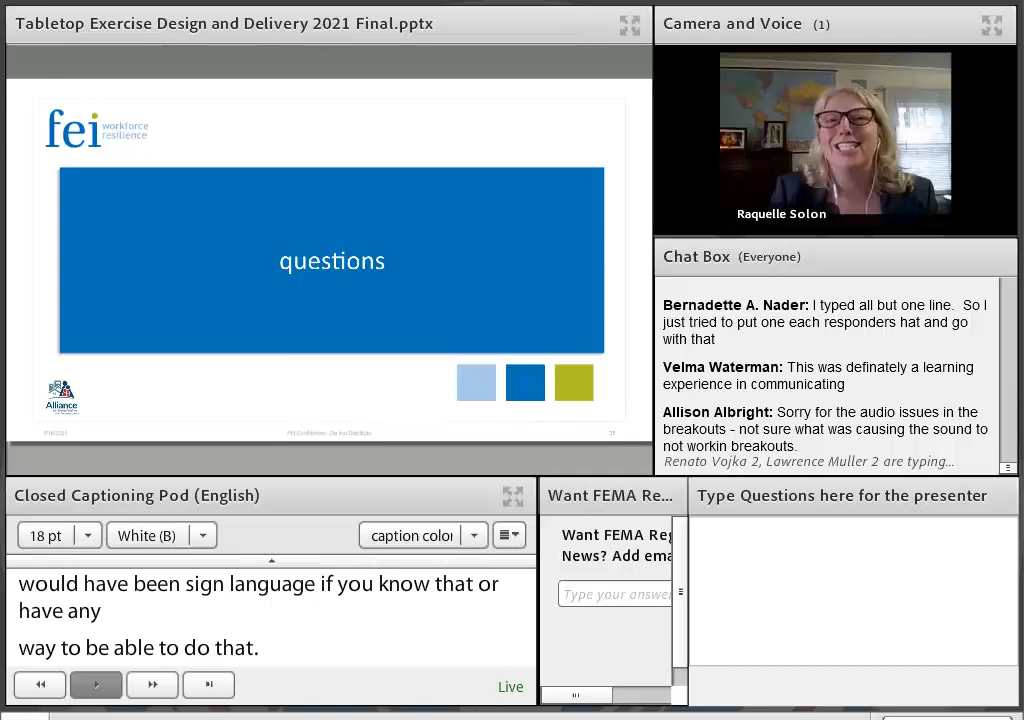 Tabletop Exercise Design and Delivery 2021 Final.pptx
fei workforce
resilience
questions
Alliance
Camera and Voice (1)
Raquelle Solon
Chat Box (Everyone)
Bernadette A. Nader: I typed all but one line. So I
just tried to put one each responders hat and go
with that
Velma Waterman: This was definately a learning
experience in communicating
Allison Albright: Sorry for the audio issues in the
breakouts - not sure what was causing the sound to
not workin breakouts.
Renato Vojka 2, Lawrence Muller 2 are typing...
Closed Captioning Pod (English)
18 pt
White (B)
caption color
would have been sign language if you know that or
have any
way to be able to do that.
Live
Want FEMA Re...
Want FEMA Reg
News? Add ema
Type your answer
Type Questions here for the presenter